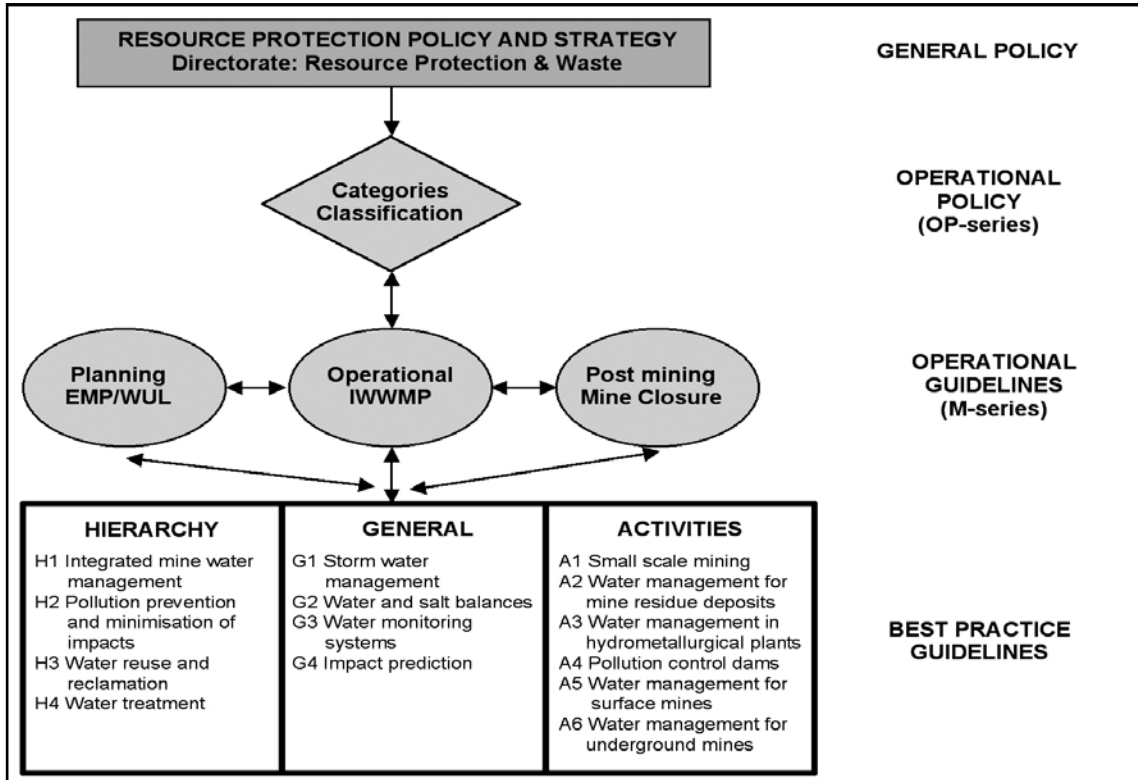 RESOURCE PROTECTION POLICY AND STRATEGY
Directorate: Resource Protection & Waste
GENERAL POLICY
Categories
Classification
OPERATIONAL
POLICY
(OP-series)
Planning
EMP/WUL
Operational
IWWMP
Post mining
Mine Closure
OPERATIONAL
GUIDELINES
(M-series)
HIERARCHY
H1 Integrated mine water
management
H2 Pollution prevention
and minimisation of
impacts
H3 Water reuse and
reclamation
H4 Water treatment
GENERAL
G1 Storm water
management
G2 Water and salt balances
G3 Water monitoring
systems
G4 Impact prediction
ACTIVITIES
A1 Small scale mining
A2 Water management for
mine residue deposits
A3 Water management in
hydrometallurgical plants
A4 Pollution control dams
A5 Water management for
surface mines
A6 Water management for
underground mines
BEST PRACTICE
GUIDELINES